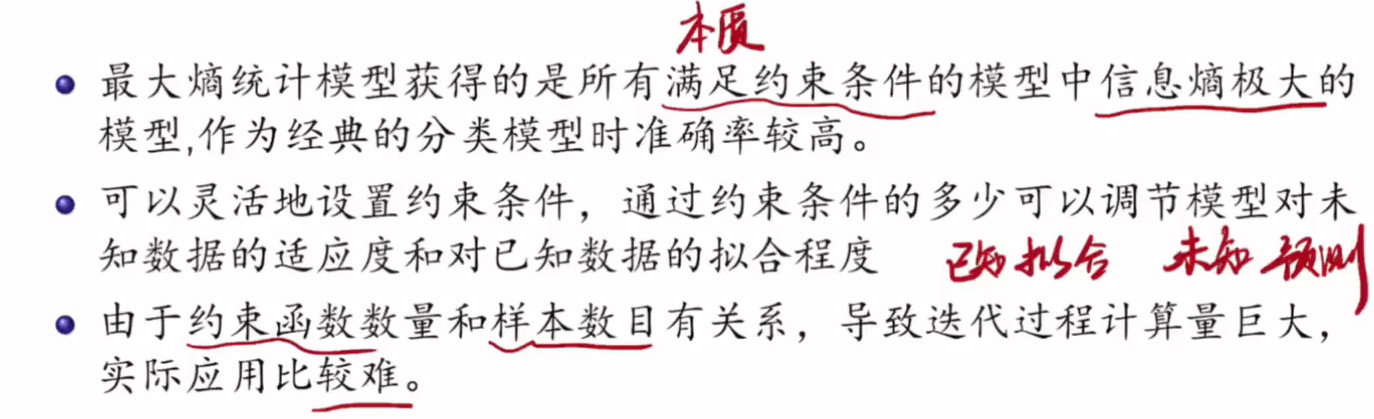 本质
最大熵统计模型获得的是所有满足约束条件的模型中信息熵极大的
模型,作为经典的分类模型时准确率较高。
可以灵活地设置约束条件，通过约束条件的多少可以调节模型对未
知数据的适应度和对已知数据的拟合程度 已知拟合 未知预测
由于约束函数数量和样本数目有关系，导致迭代过程计算量巨大，
实际应用比较难。